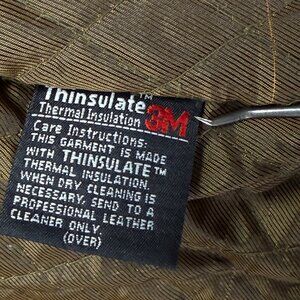 Thinsulate™
Thermal Insulation 3M
Care Instructions:
THIS GARMENT IS MADE
WITH THINSULATE™
THERMAL INSULATION.
WHEN DRY CLEANING IS
NECESSARY, SEND TO A
PROFESSIONAL LEATHER
CLEANER ONLY.
(OVER)